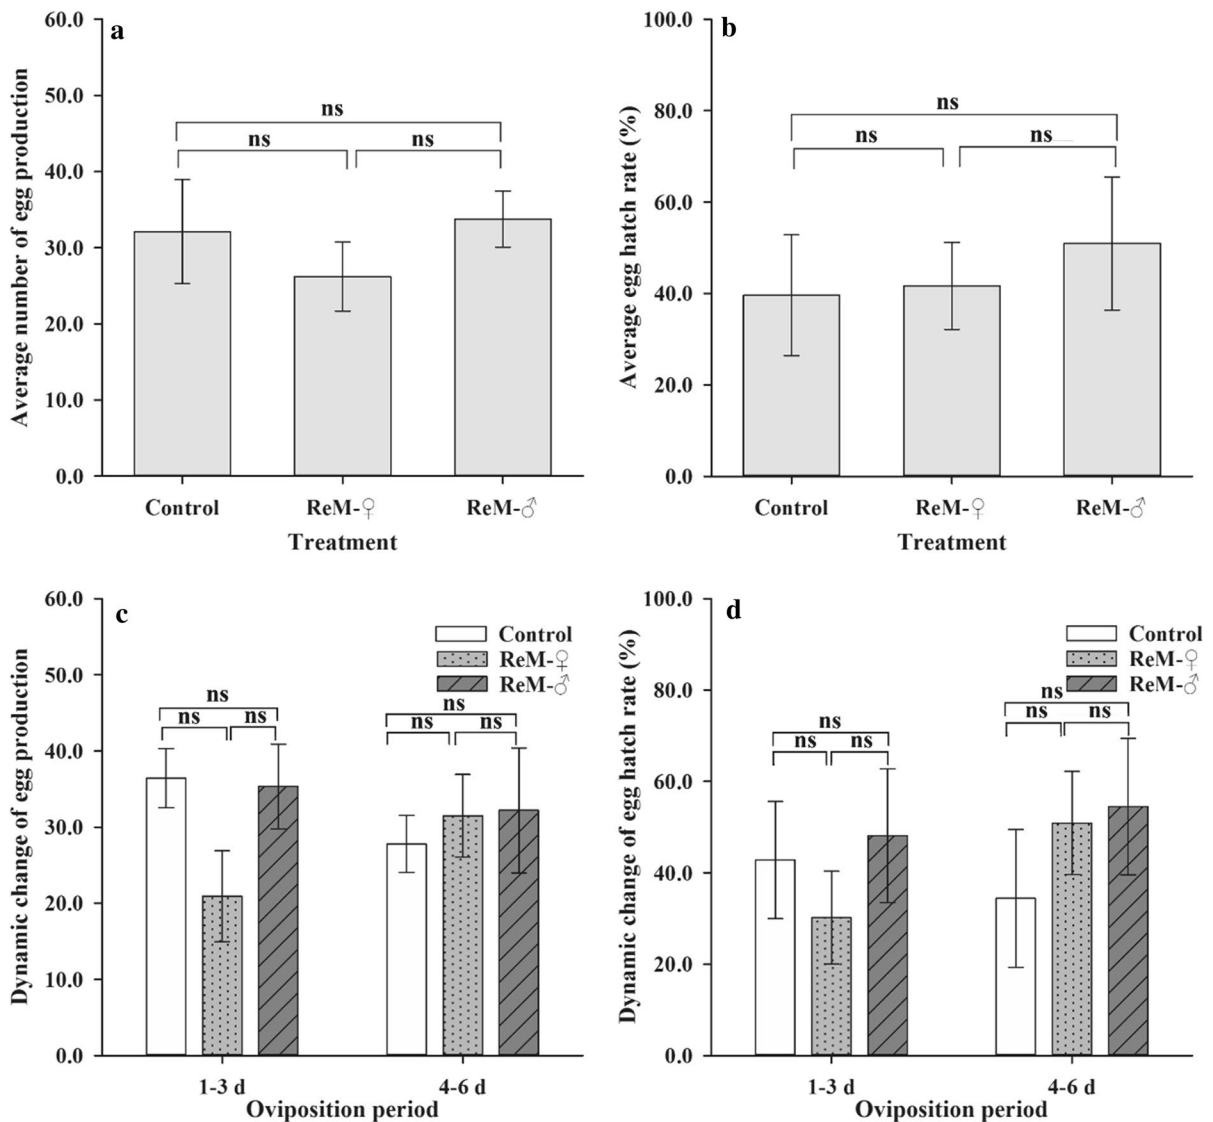 a
Average number of egg production
60.0
50.0
40.0
30.0
20.0
10.0
0.0
ns
ns
ns
Control
ReM-♀
ReM-♂
Treatment
b
Average egg hatch rate (%)
100.0
80.0
60.0
40.0
20.0
0.0
ns
ns
ns
Control
ReM-♀
ReM-♂
Treatment
c
Dynamic change of egg production
60.0
50.0
40.0
30.0
20.0
10.0
0.0
Control
ReM-♀
ReM-♂
ns
ns
ns
ns
ns
ns
1-3 d
4-6 d
Oviposition period
d
Dynamic change of egg hatch rate (%)
100.0
80.0
60.0
40.0
20.0
0.0
Control
ReM-♀
ReM-♂
ns
ns
ns
ns
ns
ns
1-3 d
4-6 d
Oviposition period